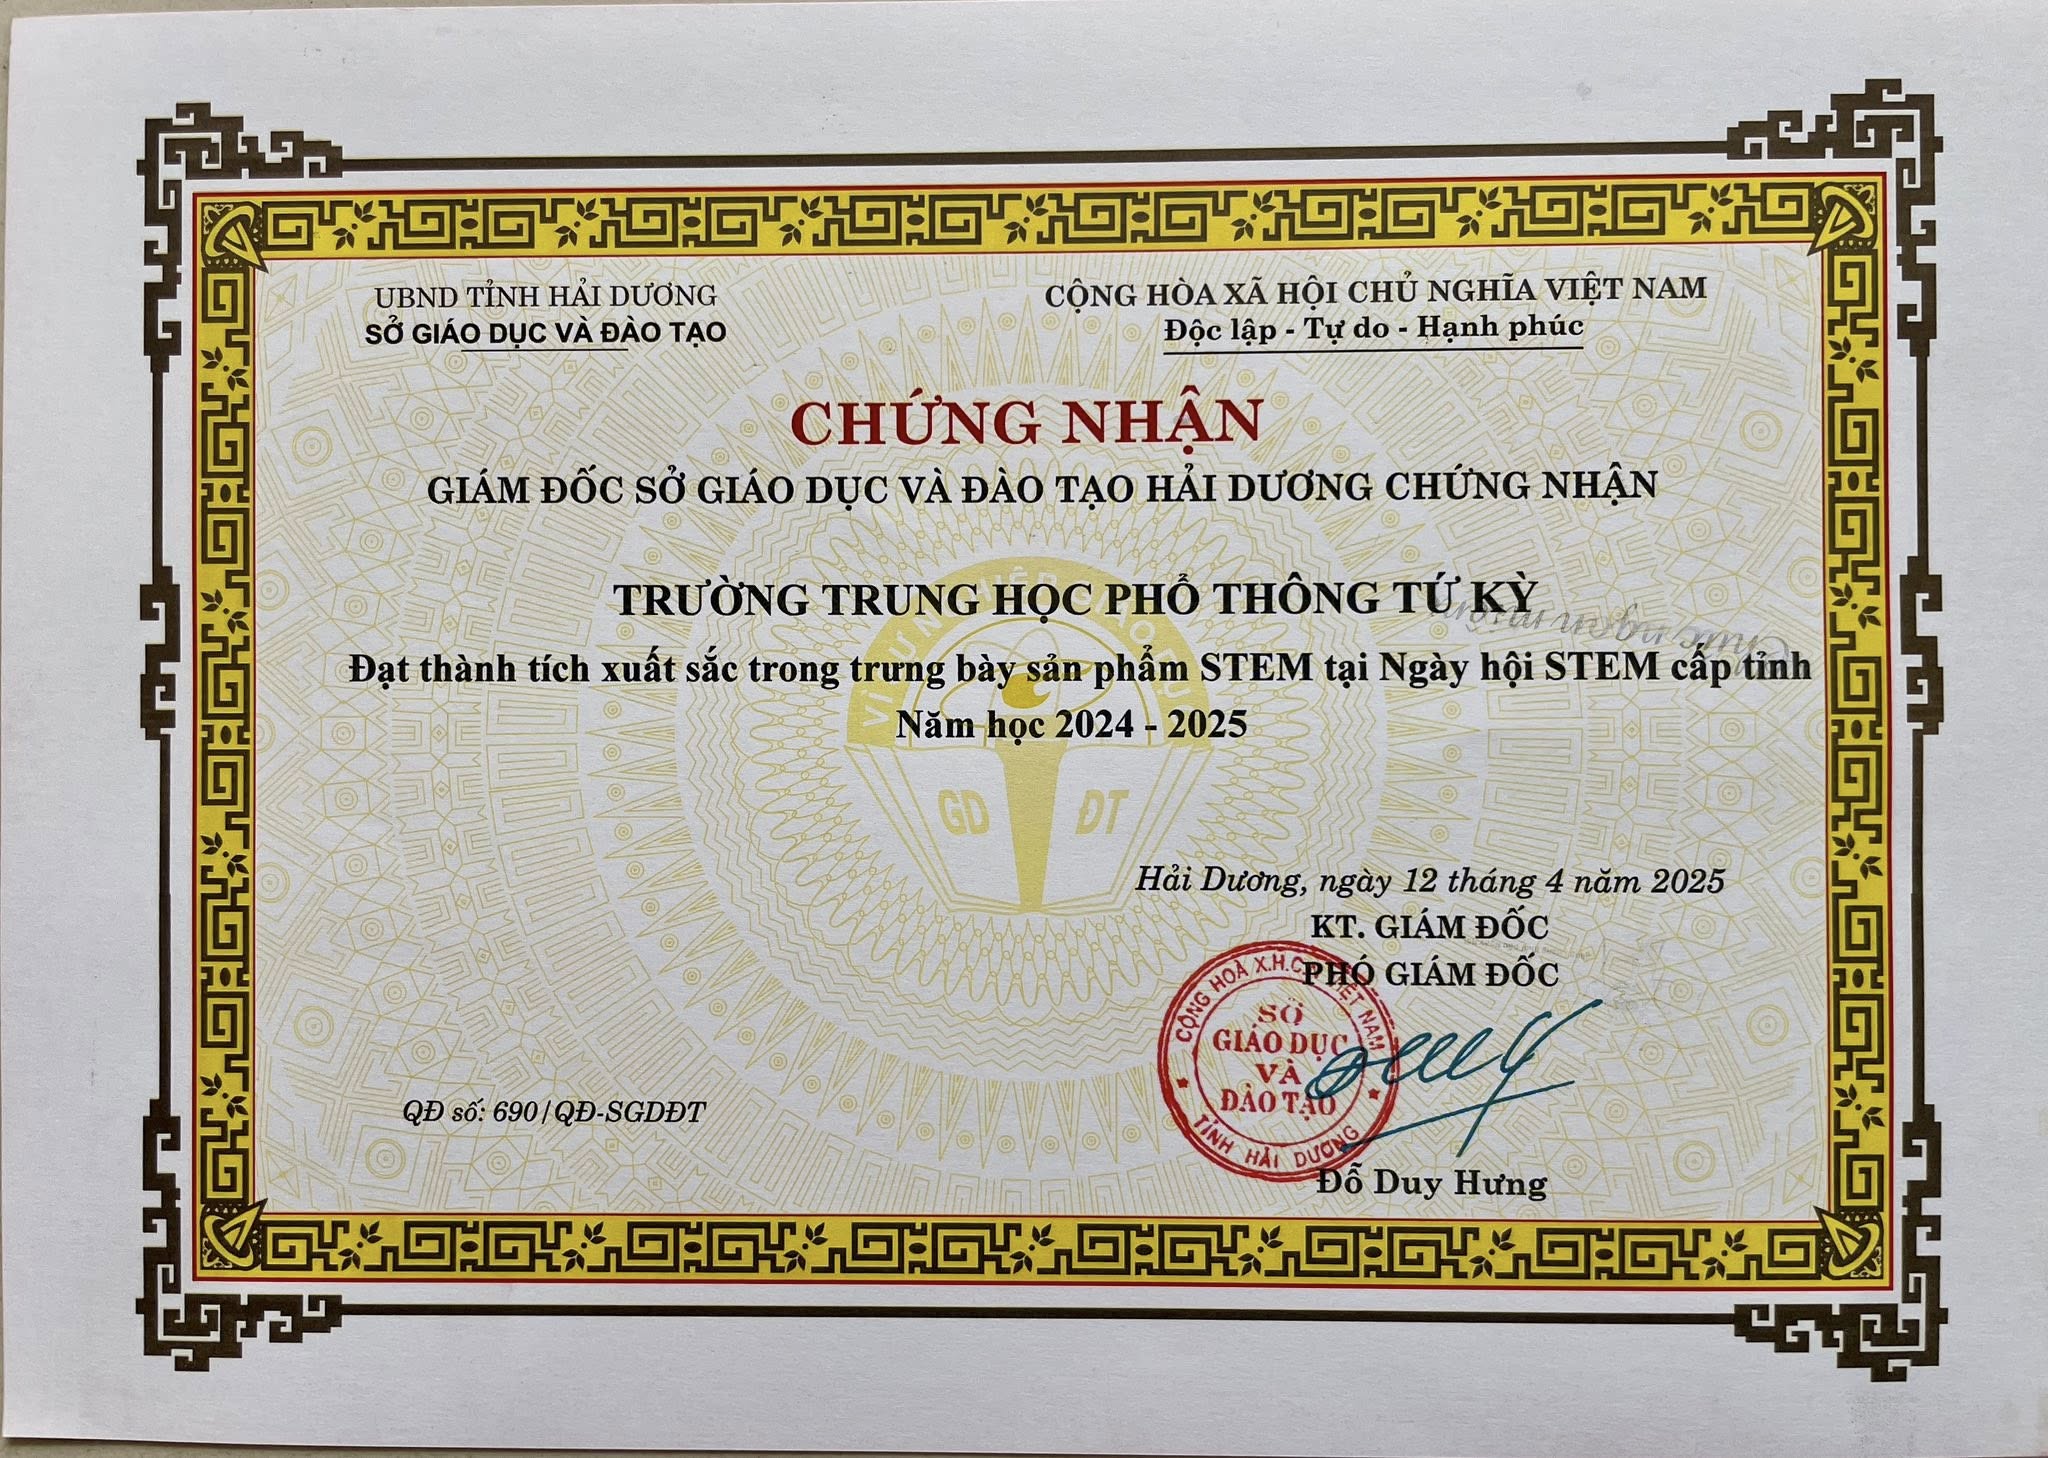 UBND TỈNH HẢI DƯƠNG
SỞ GIÁO DỤC VÀ ĐÀO TẠO
CỘNG HÒA XÃ HỘI CHỦ NGHĨA VIỆT NAM
Độc lập - Tự do - Hạnh phúc
CHỨNG NHẬN
GIÁM ĐỐC SỞ GIÁO DỤC VÀ ĐÀO TẠO HẢI DƯƠNG CHỨNG NHẬN
TRƯỜNG TRUNG HỌC PHỔ THÔNG TỨ KỲ
Đạt thành tích xuất sắc trong trưng bày sản phẩm STEM tại Ngày hội STEM cấp tỉnh
Năm học 2024 - 2025
GD ĐT
Hải Dương, ngày 12 tháng 4 năm 2025
KT. GIÁM ĐỐC
PHÓ GIÁM ĐỐC
CỘNG HOÀ X.H.C. VIỆT NAM
SỞ
GIÁO DỤC
VÀ
ĐÀO TẠO
TỈNH HẢI DƯƠNG
QĐ số: 690/QĐ-SGDĐT
Đỗ Duy Hưng